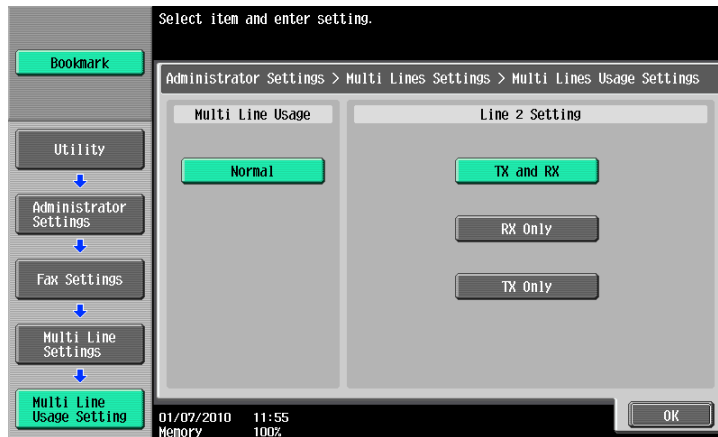 Select item and enter setting.
Bookmark
Administrator Settings > Multi Lines Settings > Multi Lines Usage Settings
Multi Line Usage
Line 2 Setting
Utility
Normal
TX and RX
Administrator
Settings
RX Only
Fax Settings
TX Only
Multi Line
Settings
Multi Line
Usage Setting
01/07/2010 11:55
Memory 100%
OK